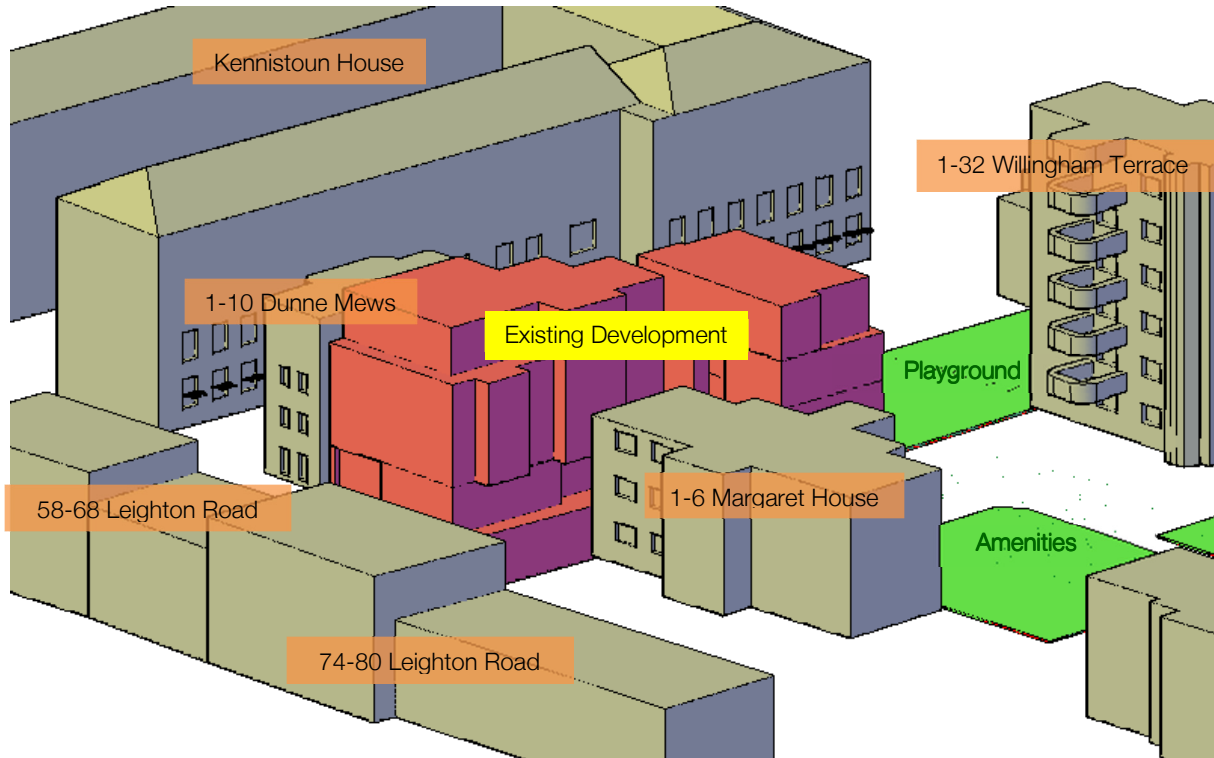 Kennistoun House
1-32 Willingham Terrace
1-10 Dunne Mews
Existing Development
Playground
58-68 Leighton Road
1-6 Margaret House
Amenities
74-80 Leighton Road